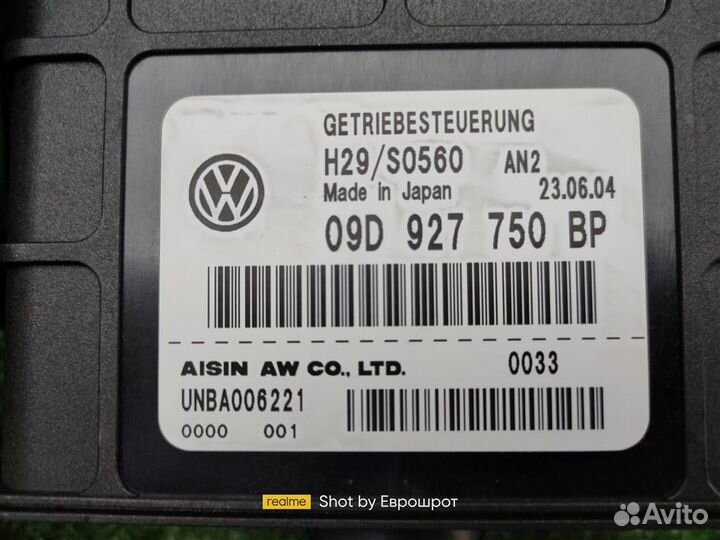 GETRIEBESTEUERUNG
H29/S0560 AN2
Made in Japan 23.06.04
09D 927 750 BP
AISIN AW CO., LTD. 0033
UNBA006221
0000 001
realme Shot by Еврошрот
Avito